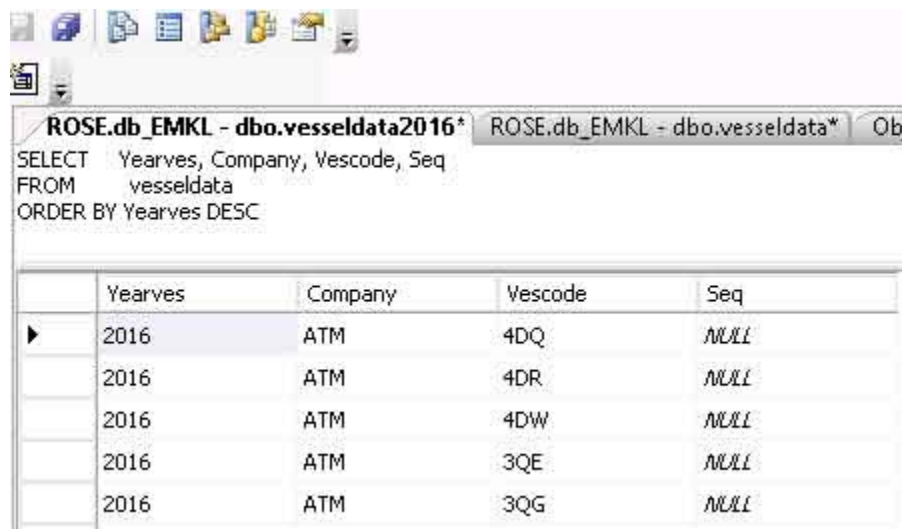 ROSE.db_EMKL - dbo.vesseldata2016* ROSE.db_EMKL - dbo.vesseldata* Ob
SELECT Yearves, Company, Vescode, Seq
FROM vesseldata
ORDER BY Yearves DESC
Yearves Company Vescode Seq
2016 ATM 4DQ NULL
2016 ATM 4DR NULL
2016 ATM 4DW NULL
2016 ATM 3QE NULL
2016 ATM 3QG NULL